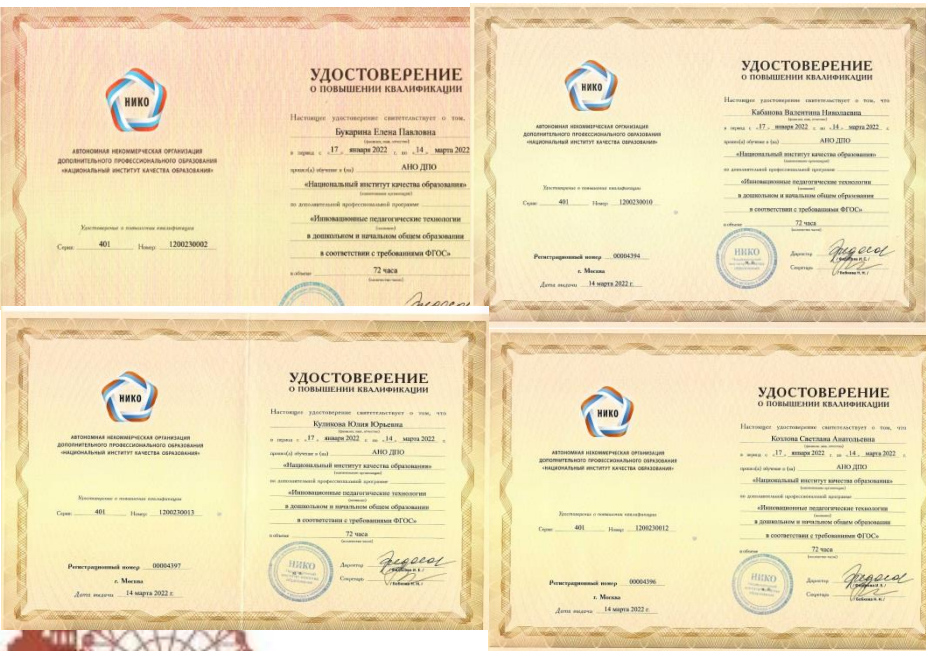 НИКО
АВТОНОМНАЯ НЕКОММЕРЧЕСКАЯ ОРГАНИЗАЦИЯ
ДОПОЛНИТЕЛЬНОГО ПРОФЕССИОНАЛЬНОГО ОБРАЗОВАНИЯ
«НАЦИОНАЛЬНЫЙ ИНСТИТУТ КАЧЕСТВА ОБРАЗОВАНИЯ»
Удостоверение о повышении квалификации
Серия 401 Номер 1200230002
УДОСТОВЕРЕНИЕ
О ПОВЫШЕНИИ КВАЛИФИКАЦИИ
Настоящее удостоверение свидетельствует о том,
Букарина Елена Павловна
в период с „17„ января 2022 г. по „14„ марта 2022
прошел(а) обучение в (на) АНО ДПО
«Национальный институт качества образования»
по дополнительной профессиональной программе
«Инновационные педагогические технологии
в дошкольном и начальном общем образовании
в соответствии с требованиями ФГОС»
в объеме 72 часа
НИКО
АВТОНОМНАЯ НЕКОММЕРЧЕСКАЯ ОРГАНИЗАЦИЯ
ДОПОЛНИТЕЛЬНОГО ПРОФЕССИОНАЛЬНОГО ОБРАЗОВАНИЯ
«НАЦИОНАЛЬНЫЙ ИНСТИТУТ КАЧЕСТВА ОБРАЗОВАНИЯ»
Удостоверение о повышении квалификации
Серия 401 Номер 1200230010
Регистрационный номер 00004394
г. Москва
Дата выдачи 14 марта 2022 г.
УДОСТОВЕРЕНИЕ
О ПОВЫШЕНИИ КВАЛИФИКАЦИИ
Настоящее удостоверение свидетельствует о том, что
Кабанова Валентина Николаевна
в период с „17„ января 2022 г. по „14„ марта 2022 г.
прошел(а) обучение в (на) АНО ДПО
«Национальный институт качества образования»
по дополнительной профессиональной программе
«Инновационные педагогические технологии
в дошкольном и начальном общем образовании
в соответствии с требованиями ФГОС»
в объеме 72 часа
НИКО
Директор
Секретарь
НИКО
АВТОНОМНАЯ НЕКОММЕРЧЕСКАЯ ОРГАНИЗАЦИЯ
ДОПОЛНИТЕЛЬНОГО ПРОФЕССИОНАЛЬНОГО ОБРАЗОВАНИЯ
«НАЦИОНАЛЬНЫЙ ИНСТИТУТ КАЧЕСТВА ОБРАЗОВАНИЯ»
Удостоверение о повышении квалификации
Серия 401 Номер 1200230013
Регистрационный номер 00004397
г. Москва
Дата выдачи 14 марта 2022 г.
УДОСТОВЕРЕНИЕ
О ПОВЫШЕНИИ КВАЛИФИКАЦИИ
Настоящее удостоверение свидетельствует о том, что
Куликова Юлия Юрьевна
в период с „17„ января 2022 г. по „14„ марта 2022 г.
прошел(а) обучение в (на) АНО ДПО
«Национальный институт качества образования»
по дополнительной профессиональной программе
«Инновационные педагогические технологии
в дошкольном и начальном общем образовании
в соответствии с требованиями ФГОС»
в объеме 72 часа
НИКО
Директор
Секретарь
НИКО
АВТОНОМНАЯ НЕКОММЕРЧЕСКАЯ ОРГАНИЗАЦИЯ
ДОПОЛНИТЕЛЬНОГО ПРОФЕССИОНАЛЬНОГО ОБРАЗОВАНИЯ
«НАЦИОНАЛЬНЫЙ ИНСТИТУТ КАЧЕСТВА ОБРАЗОВАНИЯ»
Удостоверение о повышении квалификации
Серия 401 Номер 1200230012
Регистрационный номер 00004396
г. Москва
Дата выдачи 14 марта 2022 г.
УДОСТОВЕРЕНИЕ
О ПОВЫШЕНИИ КВАЛИФИКАЦИИ
Настоящее удостоверение свидетельствует о том, что
Козлова Светлана Анатольевна
в период с „17„ января 2022 г. по „14„ марта 2022 г.
прошел(а) обучение в (на) АНО ДПО
«Национальный институт качества образования»
по дополнительной профессиональной программе
«Инновационные педагогические технологии
в дошкольном и начальном общем образовании
в соответствии с требованиями ФГОС»
в объеме 72 часа
НИКО
Директор
Секретарь